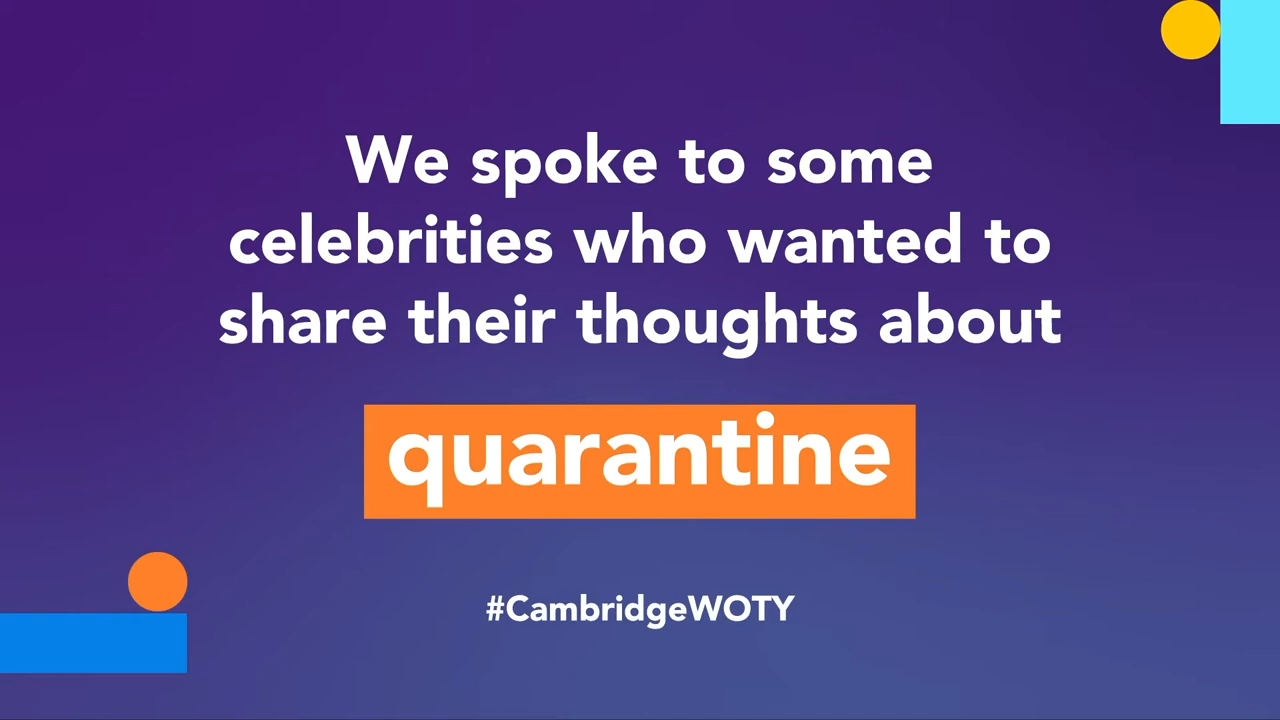 We spoke to some
celebrities who wanted to
share their thoughts about
quarantine
#CambridgeWOTY